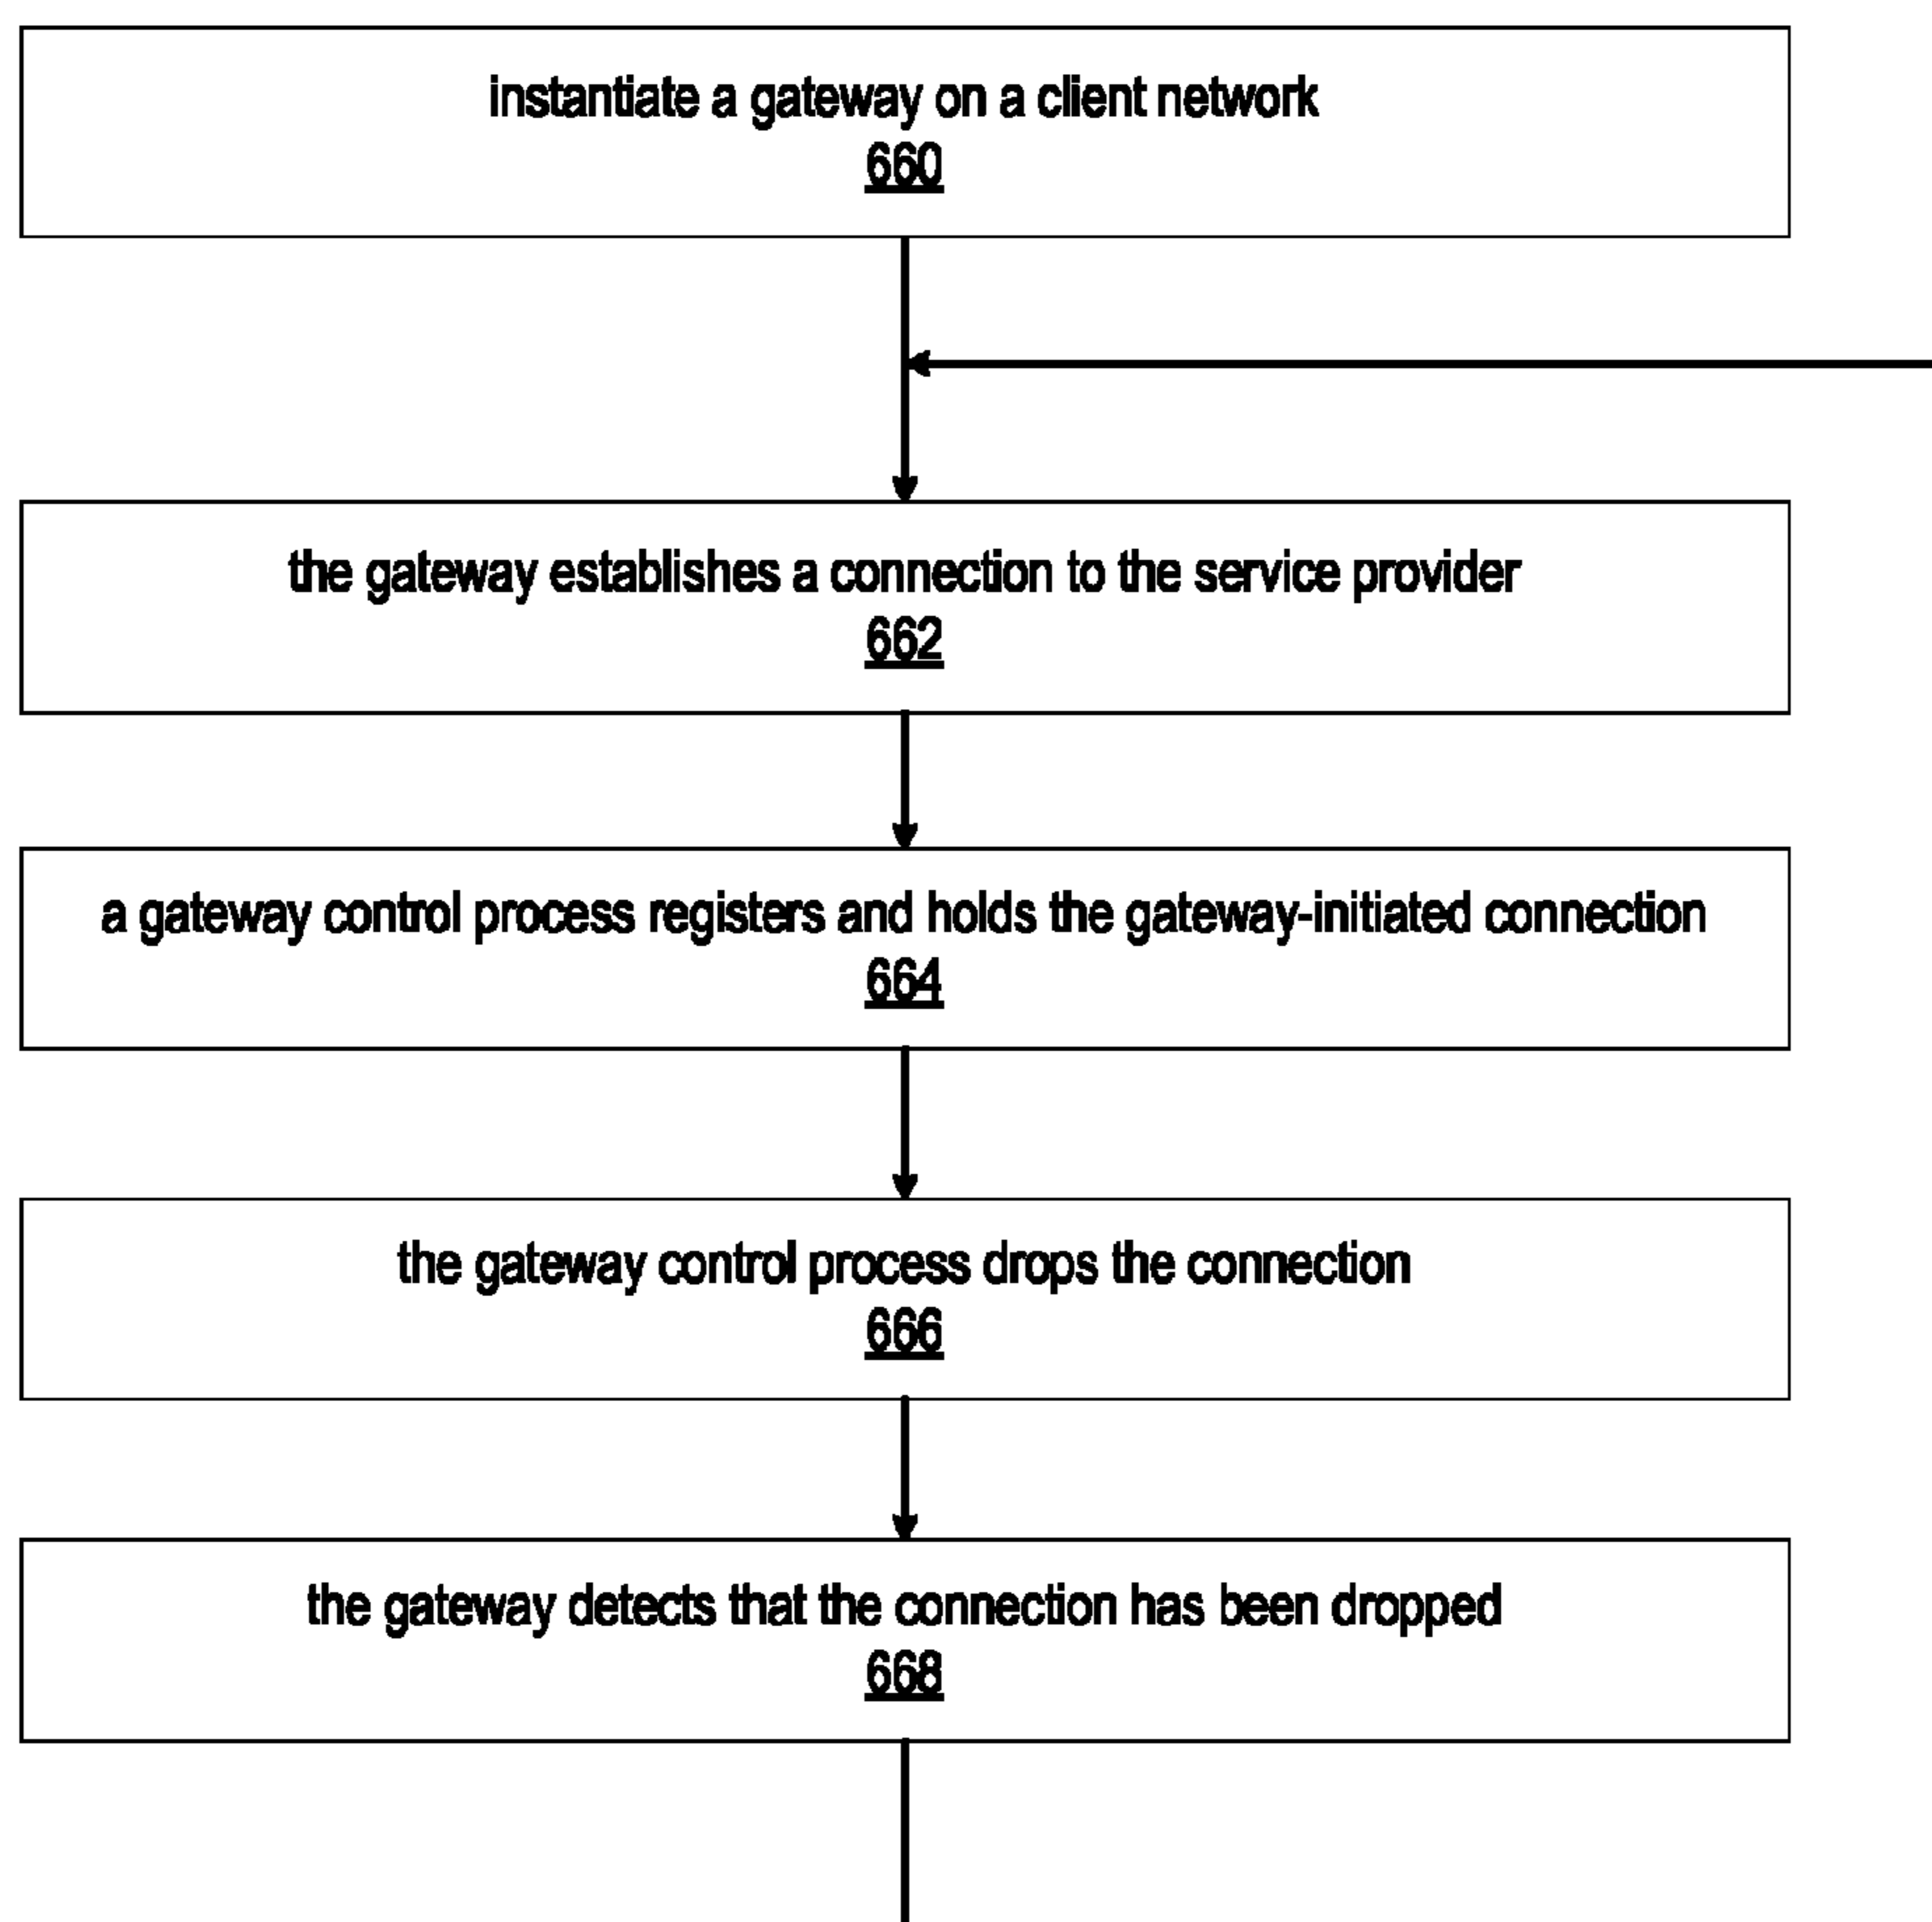 instantiate a gateway on a client network
660
the gateway establishes a connection to the service provider
662
a gateway control process registers and holds the gateway-initiated connection
664
the gateway control process drops the connection
666
the gateway detects that the connection has been dropped
668